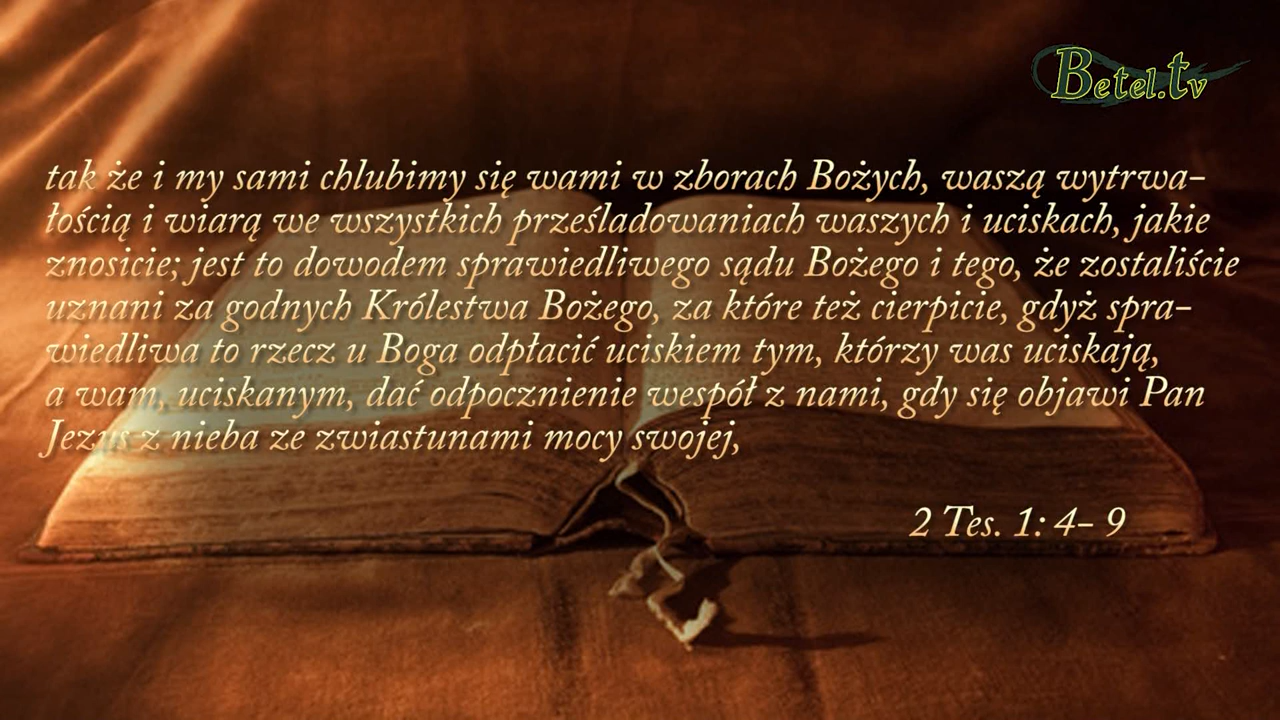 Betel.tv
tak że i my sami chlubimy się wami w zborach Bożych, waszą wytrwa-
łością i wiarą we wszystkich prześladowaniach waszych i uciskach, jakie
znosicie; jest to dowodem sprawiedliwego sądu Bożego i tego, że zostaliście
uznani za godnych Królestwa Bożego, za które też cierpicie, gdyż spra-
wiedliwa to rzecz u Boga odpłacić uciskiem tym, którzy was uciskają,
a wam, uciskanym, dać odpocznienie wespół z nami, gdy się objawi Pan
Jezus z nieba ze zwiastunami mocy swojej,
2 Tes. 1: 4- 9